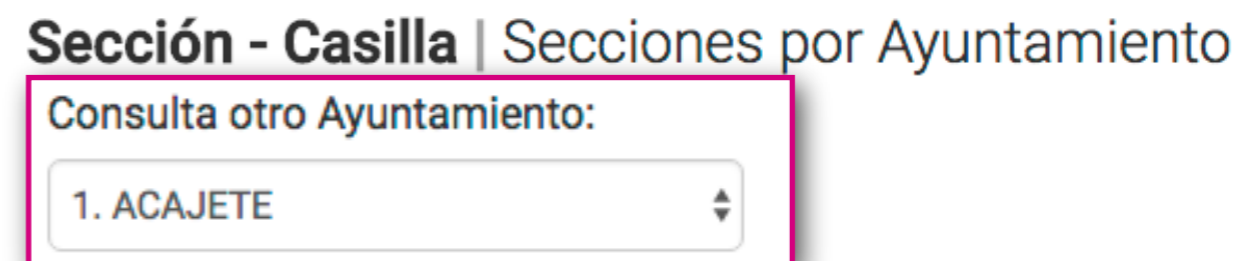 Sección - Casilla | Secciones por Ayuntamiento
Consulta otro Ayuntamiento:
1. ACAJETE